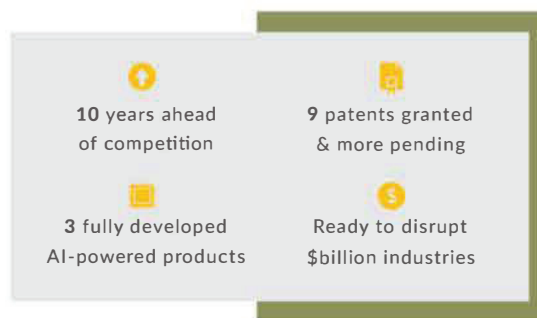 10 years ahead
of competition
9 patents granted
& more pending
3 fully developed
AI-powered products
Ready to disrupt
$billion industries